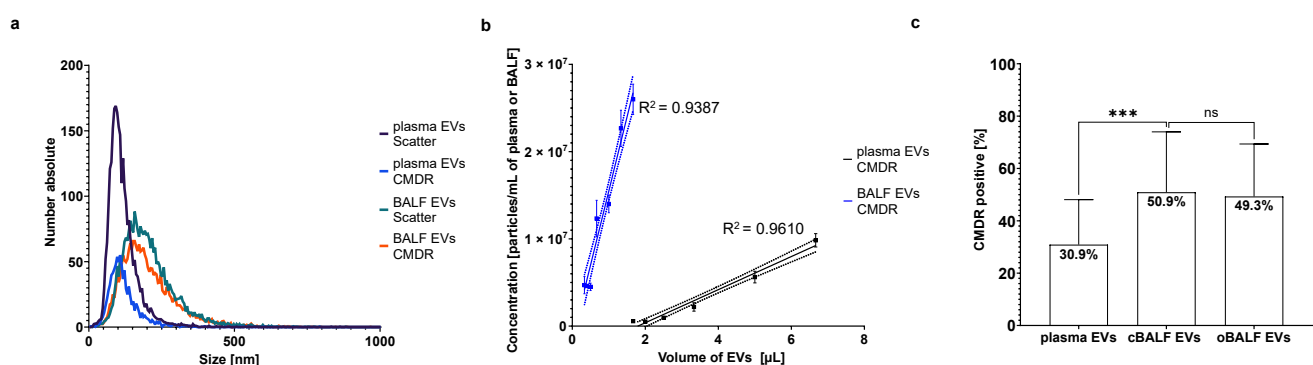 a
200
150
100
50
0
0
500
1000
Number absolute
Size [nm]
plasma EVs
Scatter
plasma EVs
CMDR
BALF EVs
Scatter
BALF EVs
CMDR
b
3 × 10⁷
2 × 10⁷
1 × 10⁷
0
0
2
4
6
8
Concentration [particles/mL of plasma or BALF]
Volume of EVs [µL]
R² = 0.9387
R² = 0.9610
plasma EVs
CMDR
BALF EVs
CMDR
c
100
80
60
40
20
0
CMDR positive [%]
***
ns
30.9%
50.9%
49.3%
plasma EVs
cBALF EVs
oBALF EVs